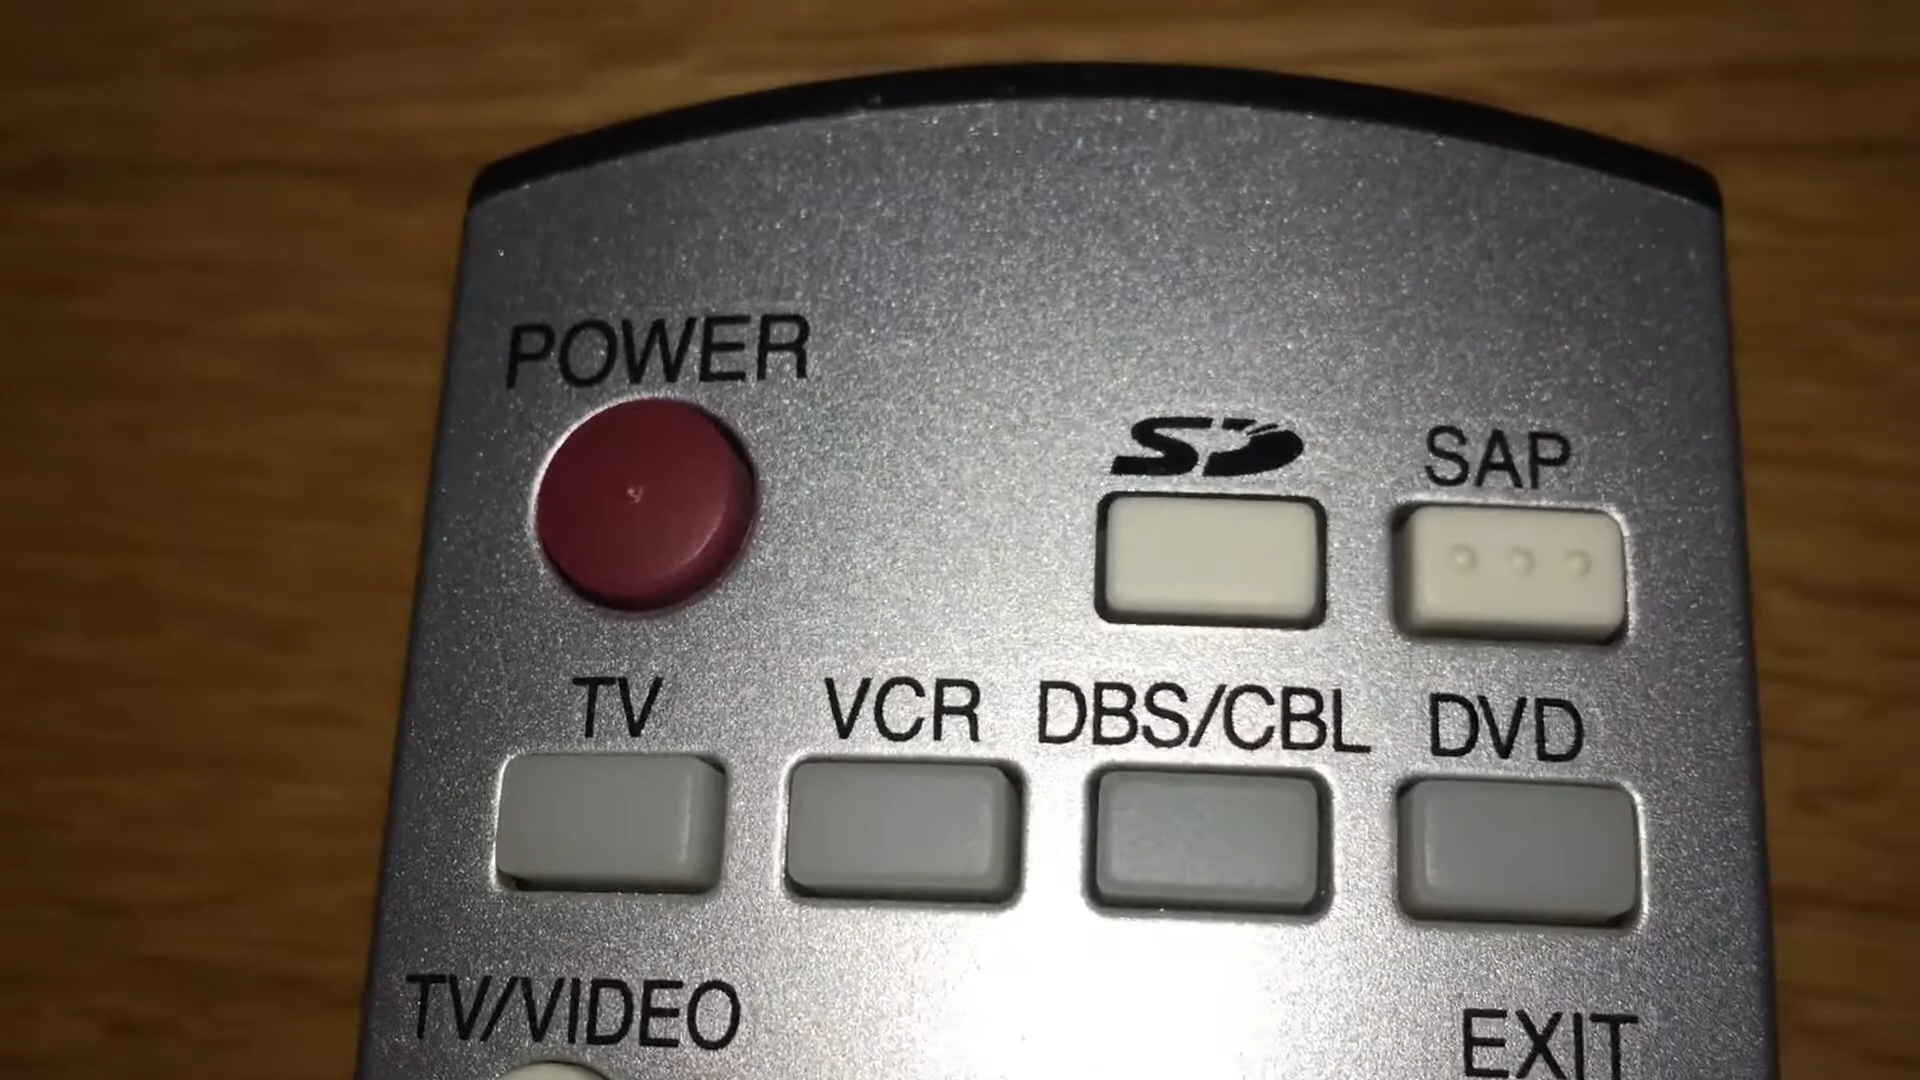 POWER
SD
SAP
TV
VCR
DBS/CBL
DVD
TV/VIDEO
EXIT